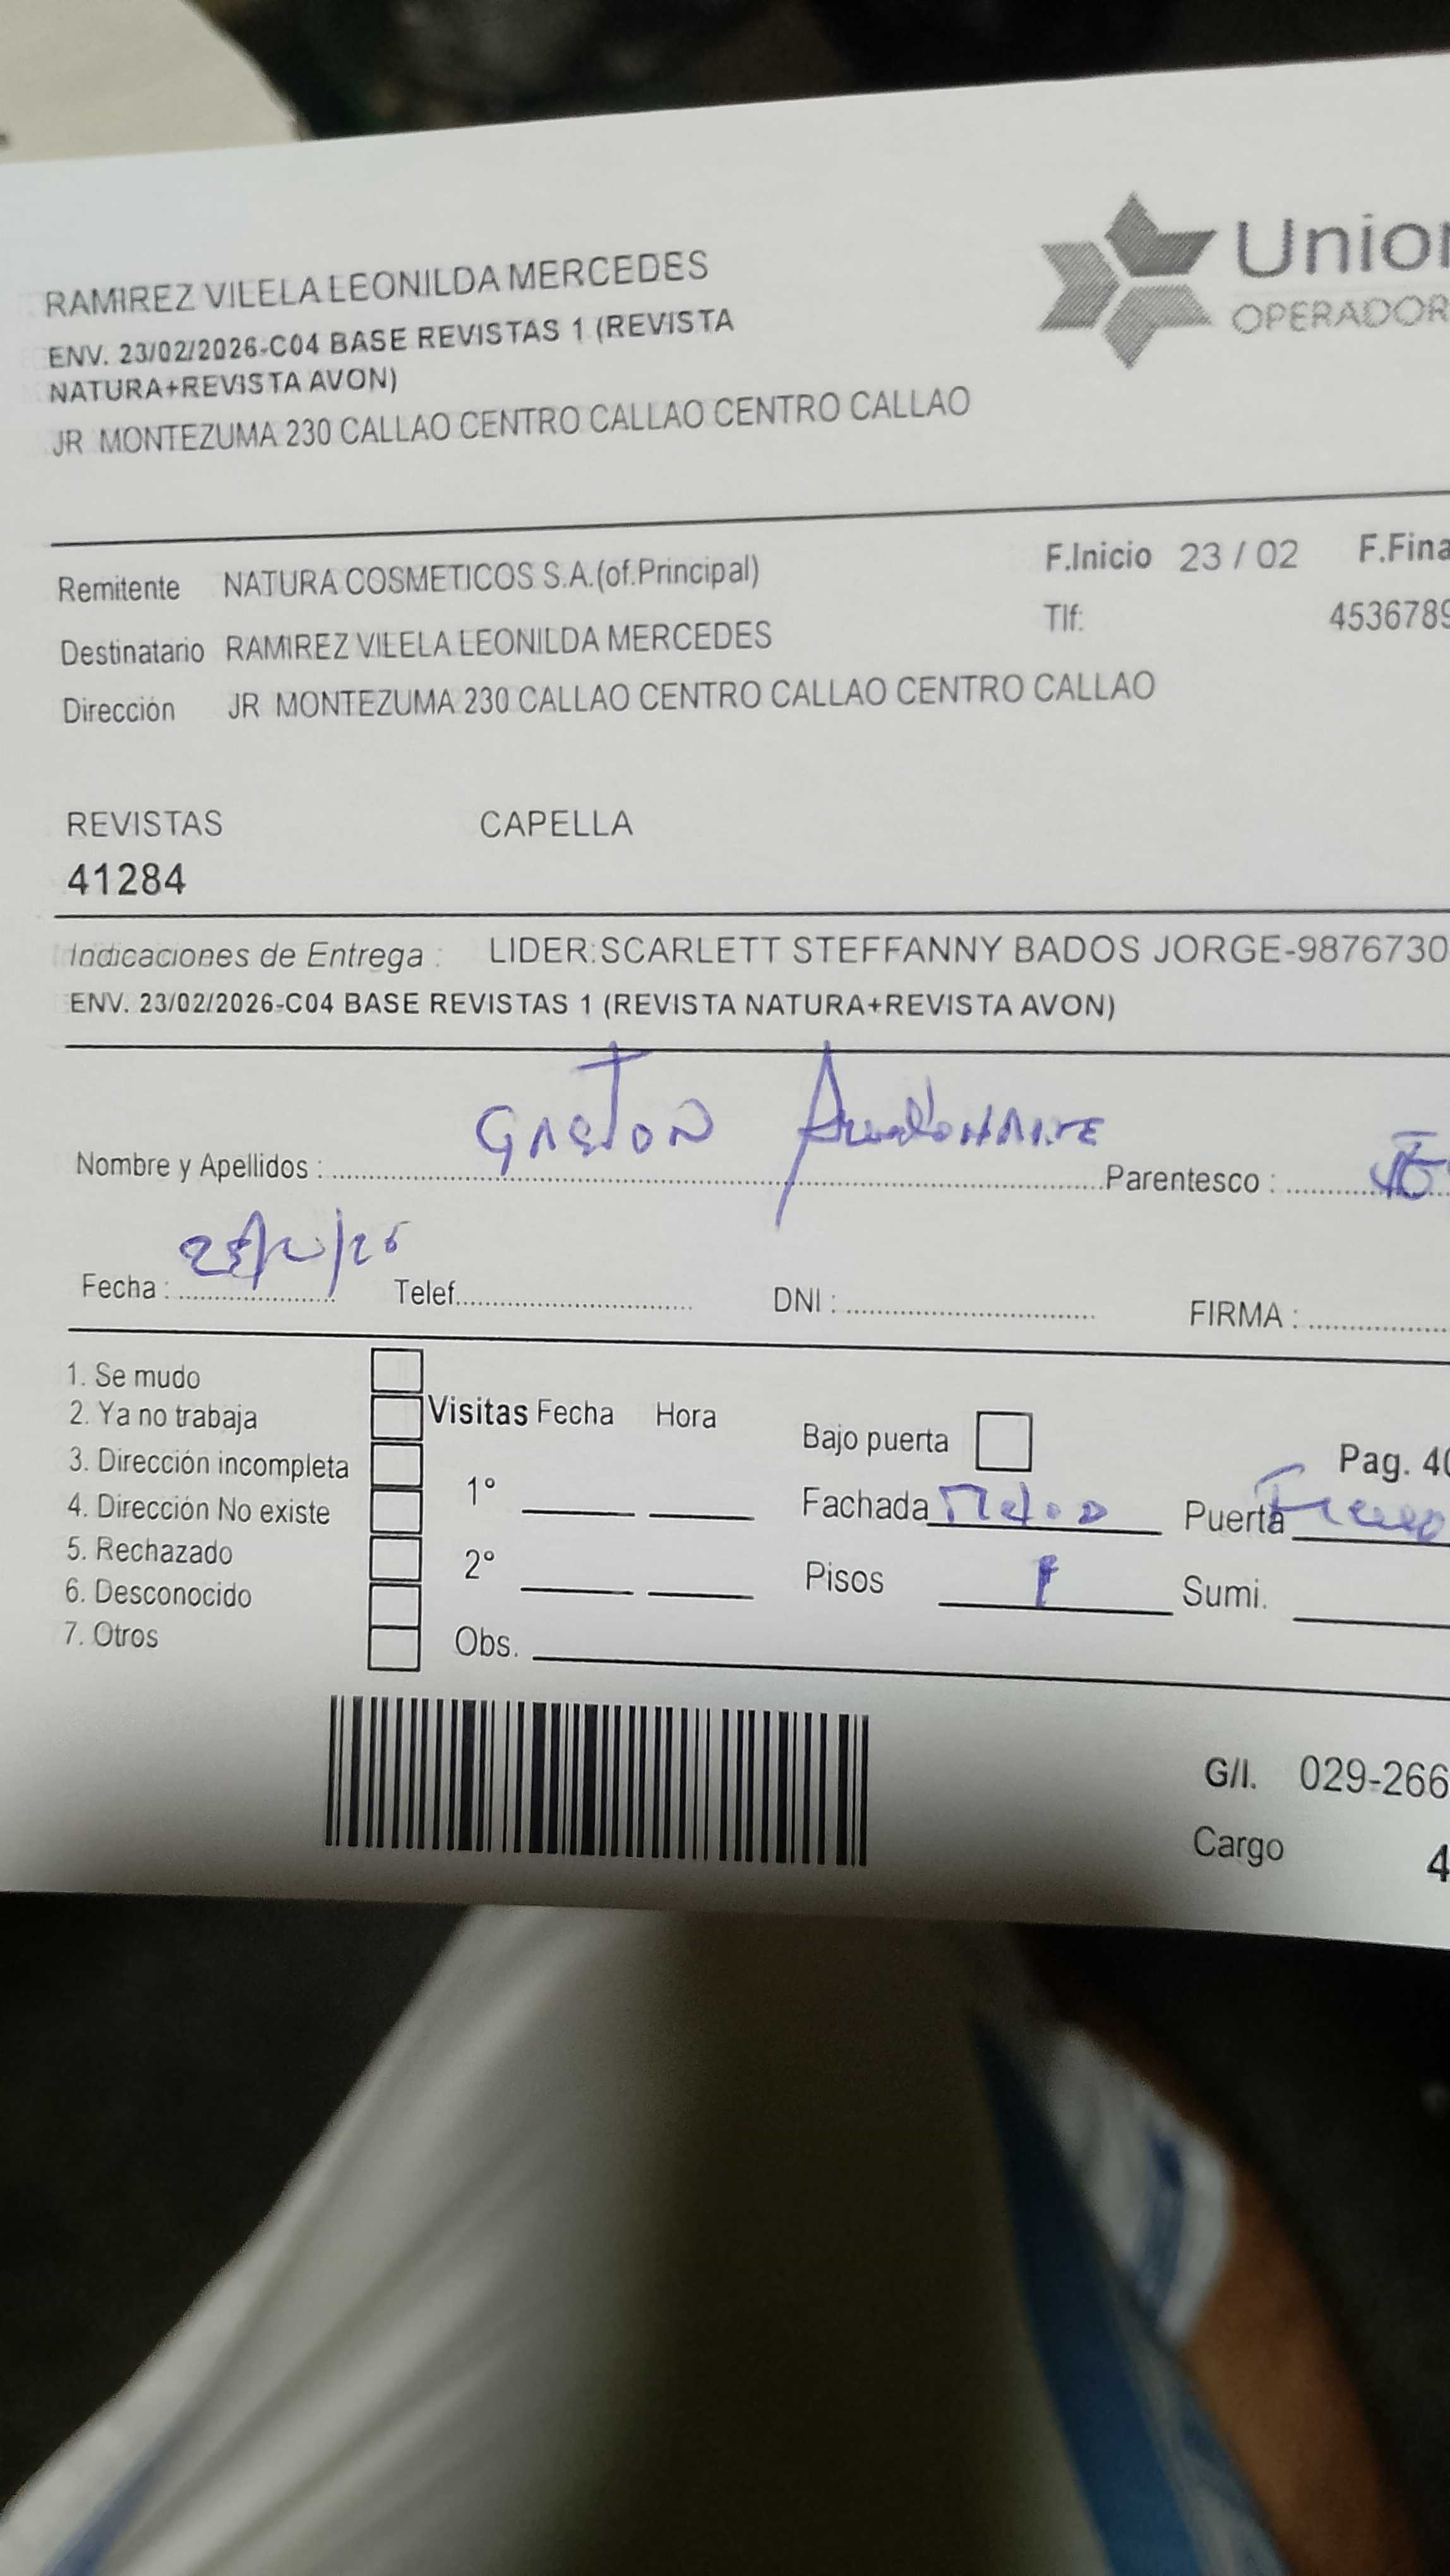 Union
OPERADOR
RAMIREZ VILELA LEONILDA MERCEDES
ENV. 23/02/2026-C04 BASE REVISTAS 1 (REVISTA
NATURA+REVISTA AVON)
JR MONTEZUMA 230 CALLAO CENTRO CALLAO CENTRO CALLAO
Remitente NATURA COSMETICOS S.A.(of.Principal) F.Inicio 23 / 02 F.Fina
Tlf: 4536789
Destinatario RAMIREZ VILELA LEONILDA MERCEDES
Dirección JR MONTEZUMA 230 CALLAO CENTRO CALLAO CENTRO CALLAO
REVISTAS CAPELLA
41284
Indicaciones de Entrega : LIDER:SCARLETT STEFFANNY BADOS JORGE-9876730
ENV. 23/02/2026-C04 BASE REVISTAS 1 (REVISTA NATURA+REVISTA AVON)
Nombre y Apellidos : GASTON Parentesco :
Fecha : Telef. DNI : FIRMA :
1. Se mudo
2. Ya no trabaja Visitas Fecha Hora Bajo puerta
3. Dirección incompleta 1° Pag. 40
4. Dirección No existe Fachada Puerta
5. Rechazado 2° Pisos 1 Sumi.
6. Desconocido
7. Otros Obs.
G/I. 029-266
Cargo 4